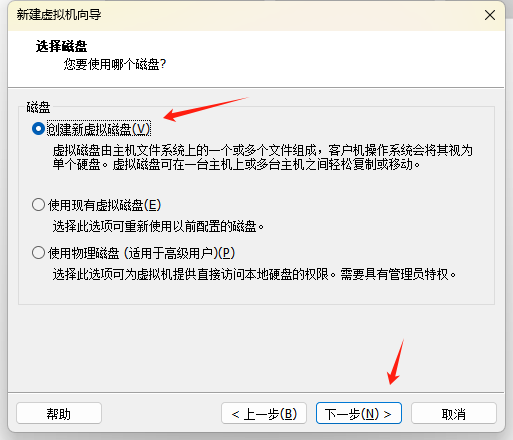 新建虚拟机向导
选择磁盘
您要使用哪个磁盘?
磁盘
创建新虚拟磁盘(V)
虚拟磁盘由主机文件系统上的一个或多个文件组成，客户机操作系统会将其视为
单个硬盘。虚拟磁盘可在一台主机上或多台主机之间轻松复制或移动。
使用现有虚拟磁盘(E)
选择此选项可重新使用以前配置的磁盘。
使用物理磁盘 (适用于高级用户)(P)
选择此选项可为虚拟机提供直接访问本地硬盘的权限。需要具有管理员特权。
帮助
< 上一步(B)
下一步(N) >
取消